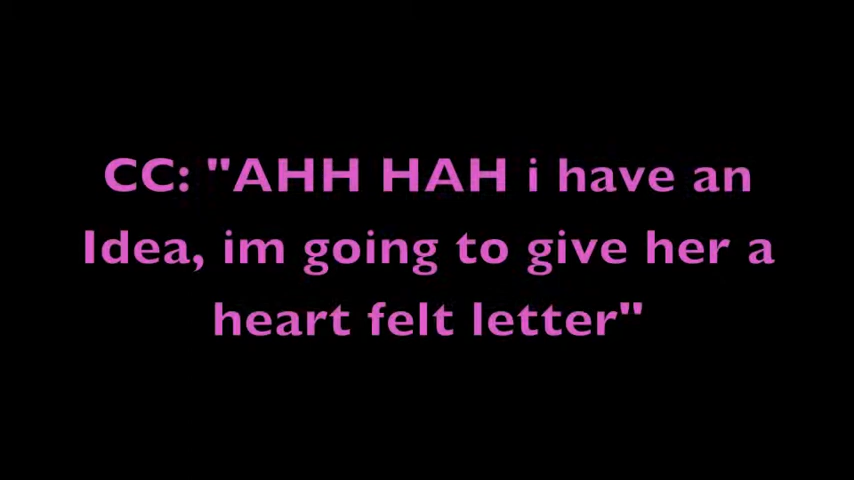 CC: "AHH HAH i have an
Idea, im going to give her a
heart felt letter"